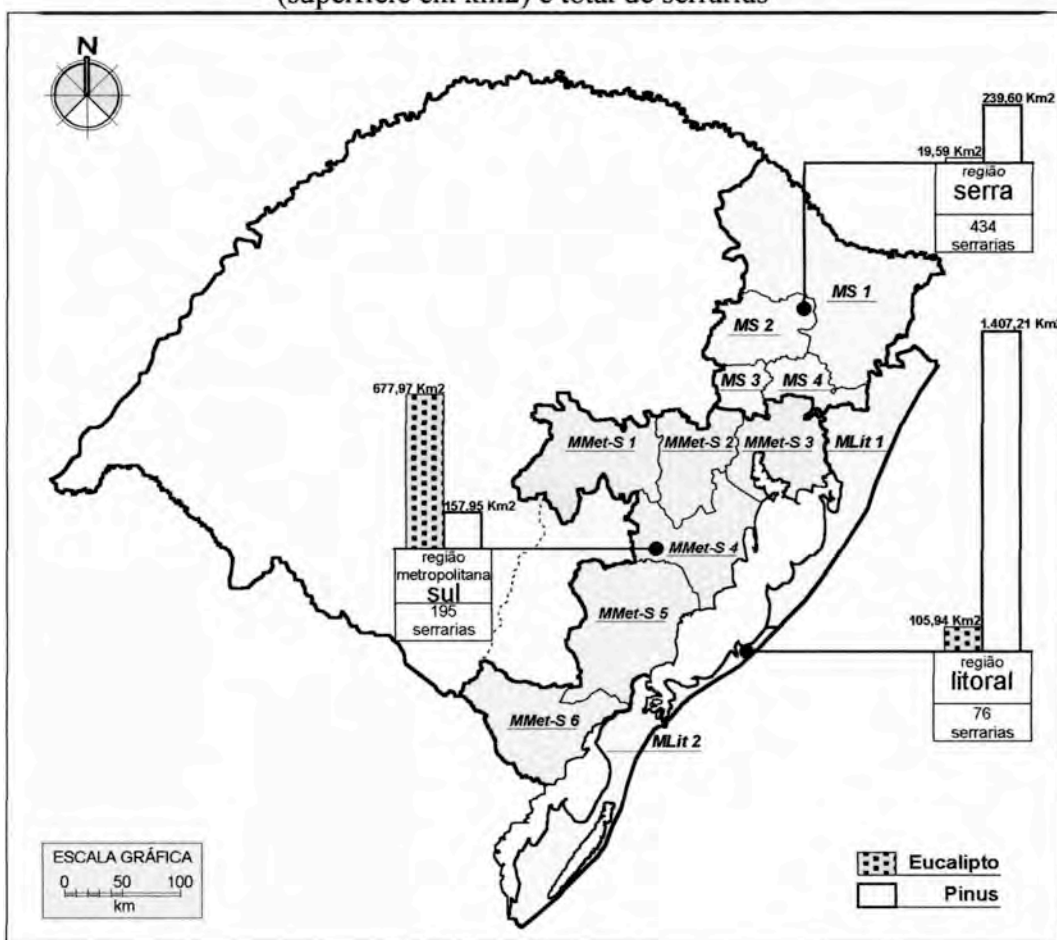 (superfície em km2) e total de serrarias
N
239,60 Km2
19,59 Km2
região
serra
434
serrarias
MS 1
MS 2
MS 3
MS 4
1.407,21 Km2
677,97 Km2
MMet-S 1
MMet-S 2
MMet-S 3
MLit 1
157,95 Km2
região
metropolitana
sul
195
serrarias
MMet-S 4
MMet-S 5
105,94 Km2
região
litoral
76
serrarias
MMet-S 6
MLit 2
ESCALA GRÁFICA
0 50 100
km
Eucalipto
Pinus